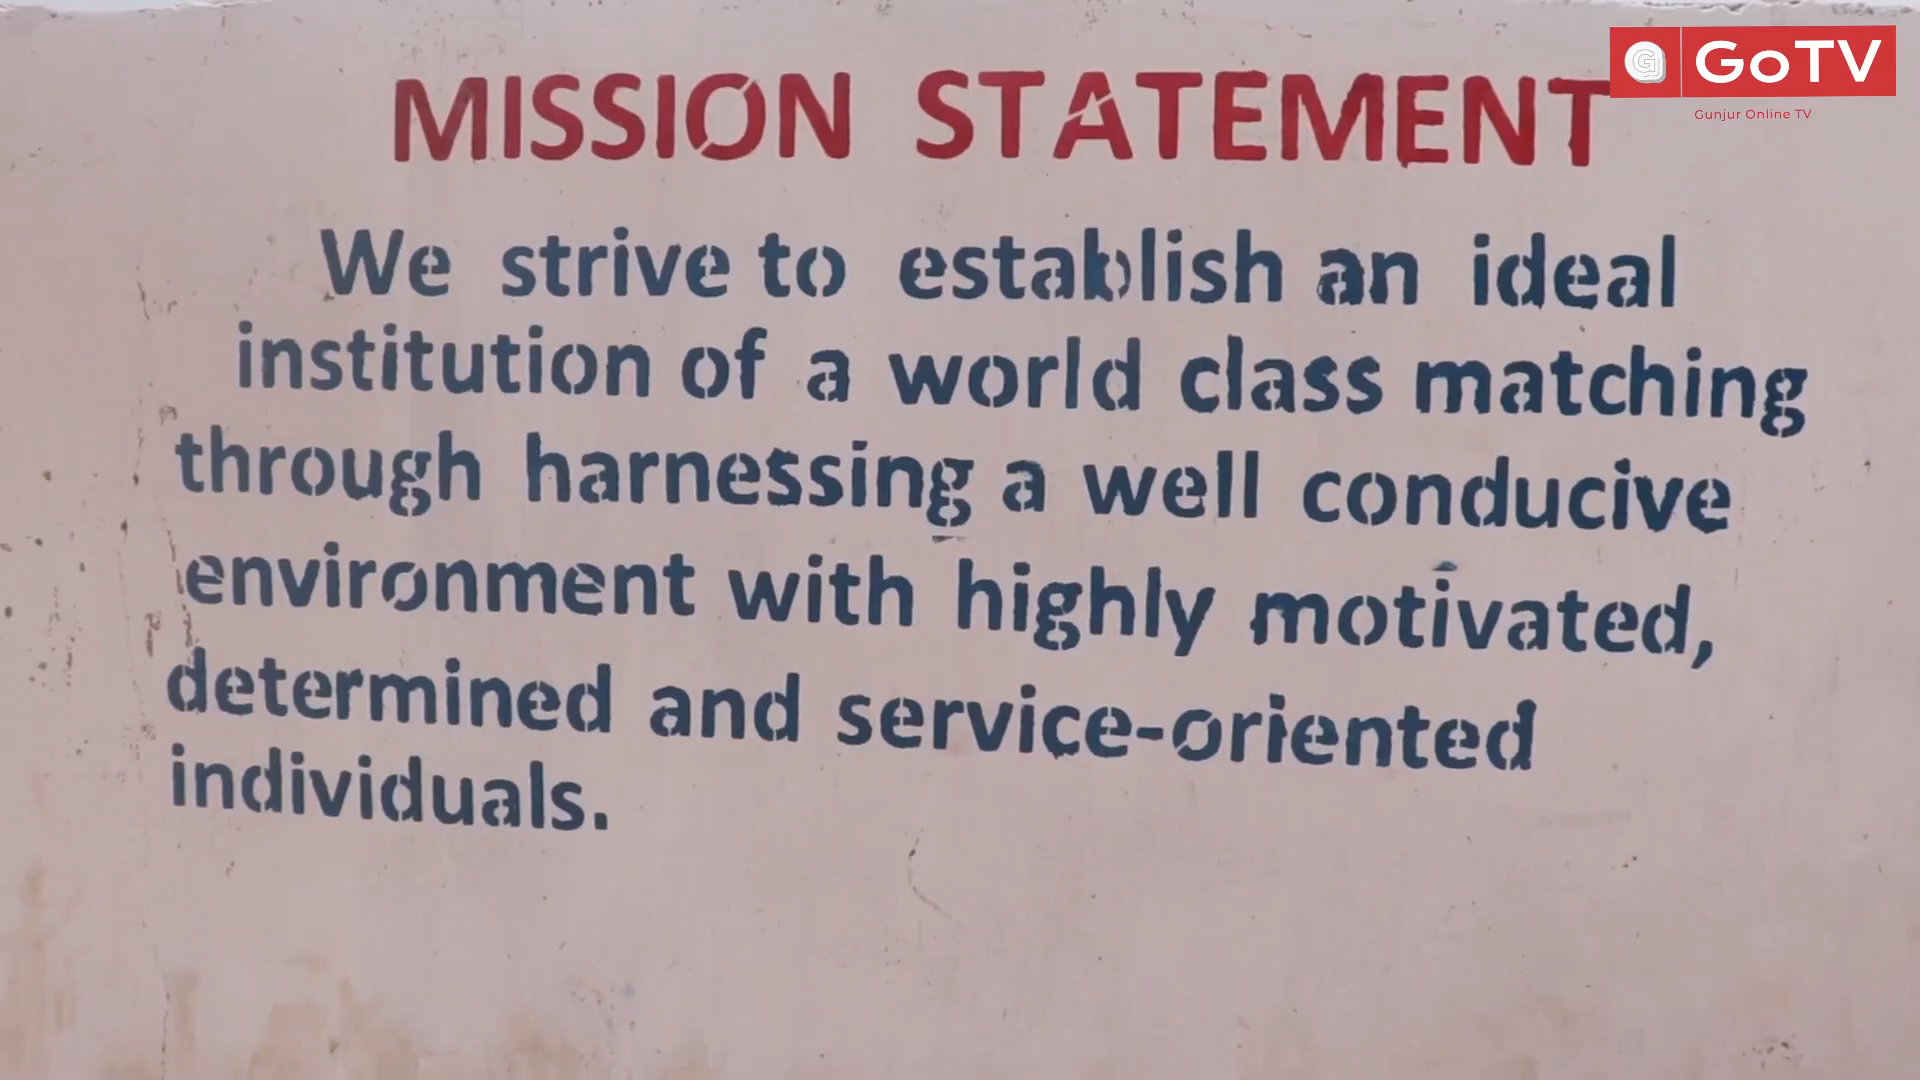 G GoTV
Gunjur Online TV
MISSION STATEMENT
We strive to establish an ideal
institution of a world class matching
through harnessing a well conducive
environment with highly motivated,
determined and service-oriented
individuals.